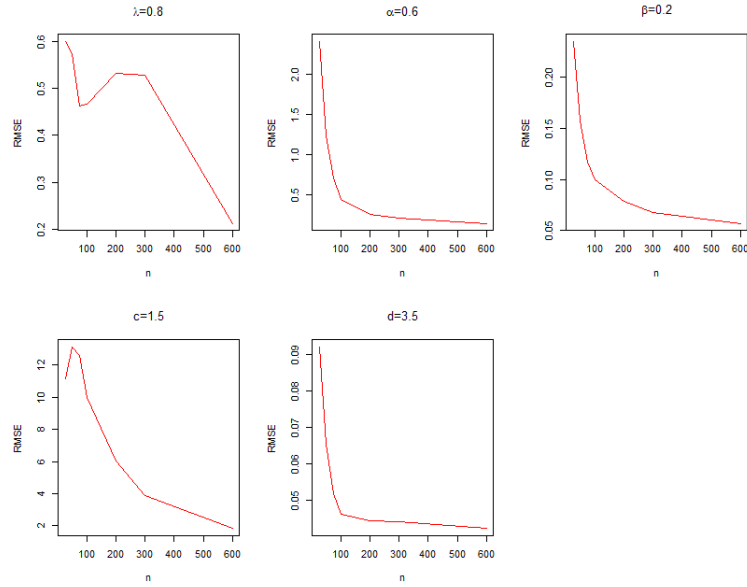 λ=0.8
RMSE
0.2 0.3 0.4 0.5 0.6
100 200 300 400 500 600
n
α=0.6
RMSE
0.5 1.0 1.5 2.0
100 200 300 400 500 600
n
β=0.2
RMSE
0.05 0.10 0.15 0.20
100 200 300 400 500 600
n
c=1.5
RMSE
2 4 6 8 10 12
100 200 300 400 500 600
n
d=3.5
RMSE
0.05 0.06 0.07 0.08 0.09
100 200 300 400 500 600
n